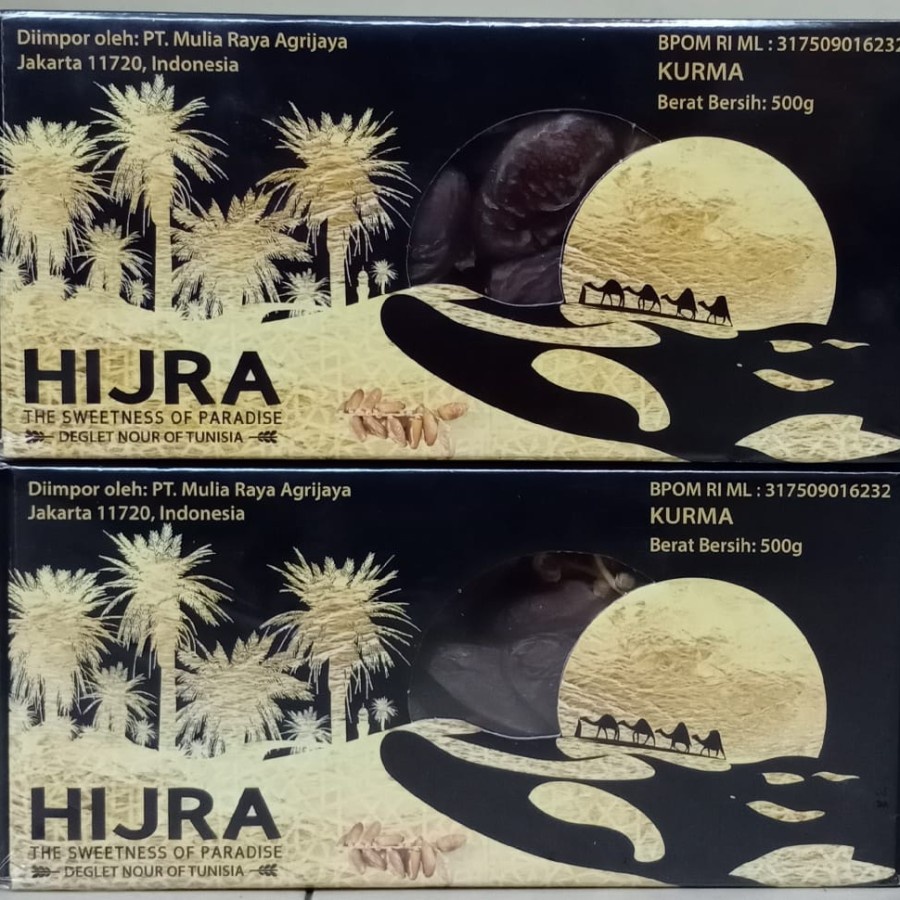 Diimpor oleh: PT. Mulia Raya Agrijaya
Jakarta 11720, Indonesia
BPOM RI ML : 317509016232
KURMA
Berat Bersih: 500g
HIJRA
THE SWEETNESS OF PARADISE
DEGLET NOUR OF TUNISIA
Diimpor oleh: PT. Mulia Raya Agrijaya
Jakarta 11720, Indonesia
BPOM RI ML : 317509016232
KURMA
Berat Bersih: 500g
HIJRA
THE SWEETNESS OF PARADISE
DEGLET NOUR OF TUNISIA